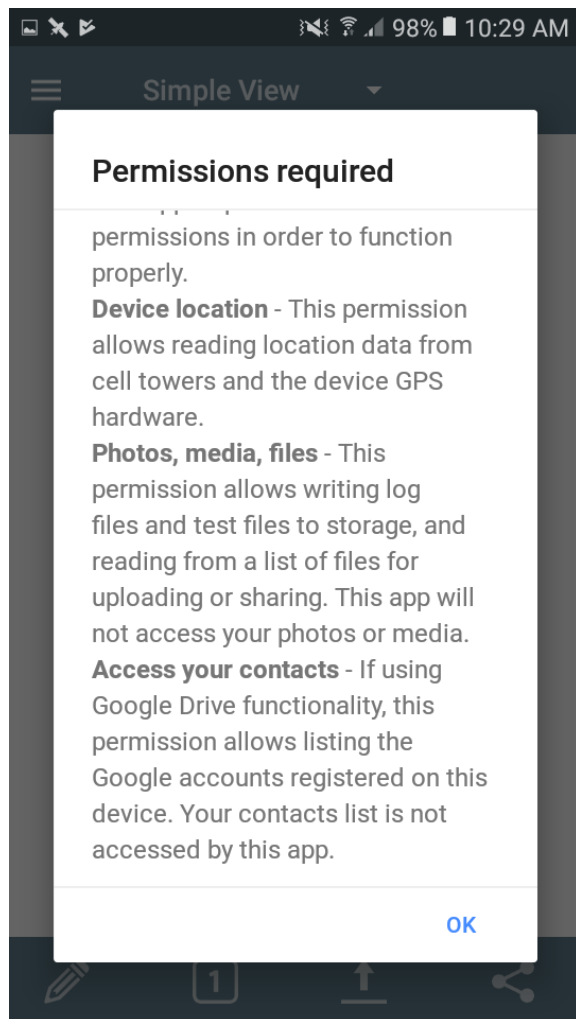 98% 10:29 AM
Simple View
Permissions required
permissions in order to function
properly.
Device location - This permission
allows reading location data from
cell towers and the device GPS
hardware.
Photos, media, files - This
permission allows writing log
files and test files to storage, and
reading from a list of files for
uploading or sharing. This app will
not access your photos or media.
Access your contacts - If using
Google Drive functionality, this
permission allows listing the
Google accounts registered on this
device. Your contacts list is not
accessed by this app.
OK
1